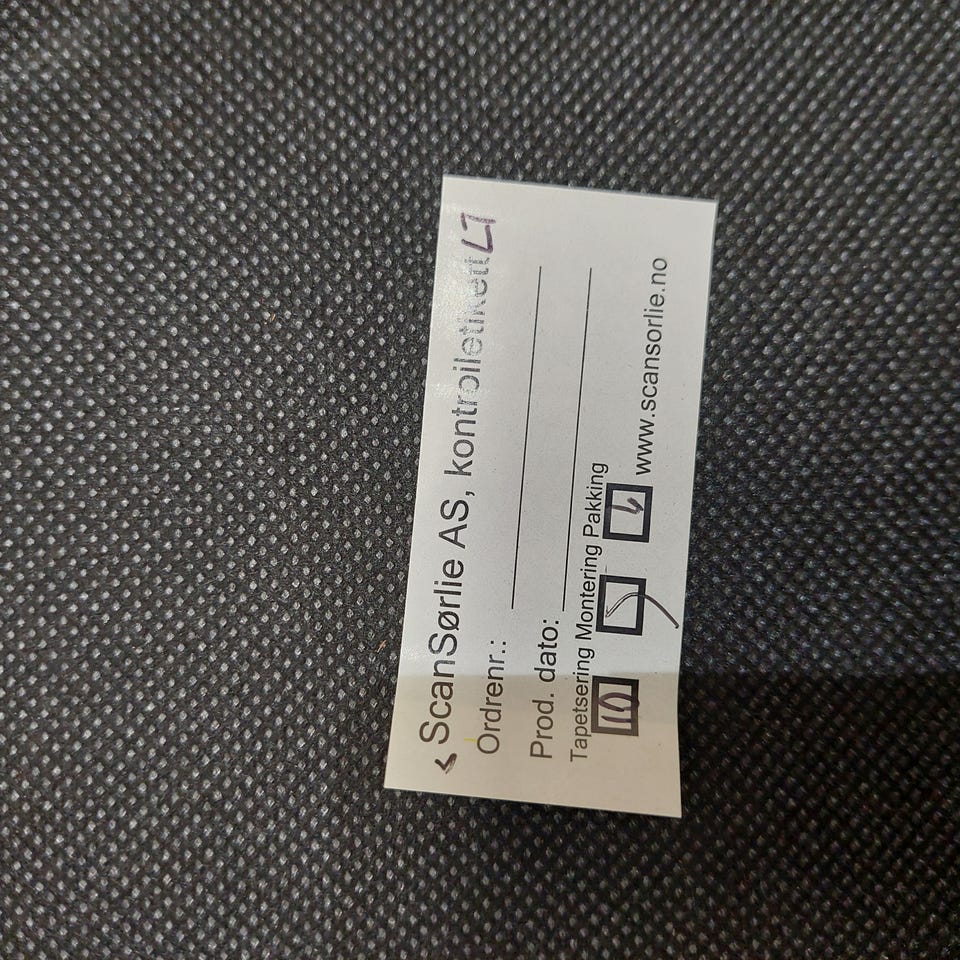 ScanSørlie AS, kontrolletikett
Ordrenr.:
Prod. dato:
Tapetsering Montering Pakking
www.scansorlie.no